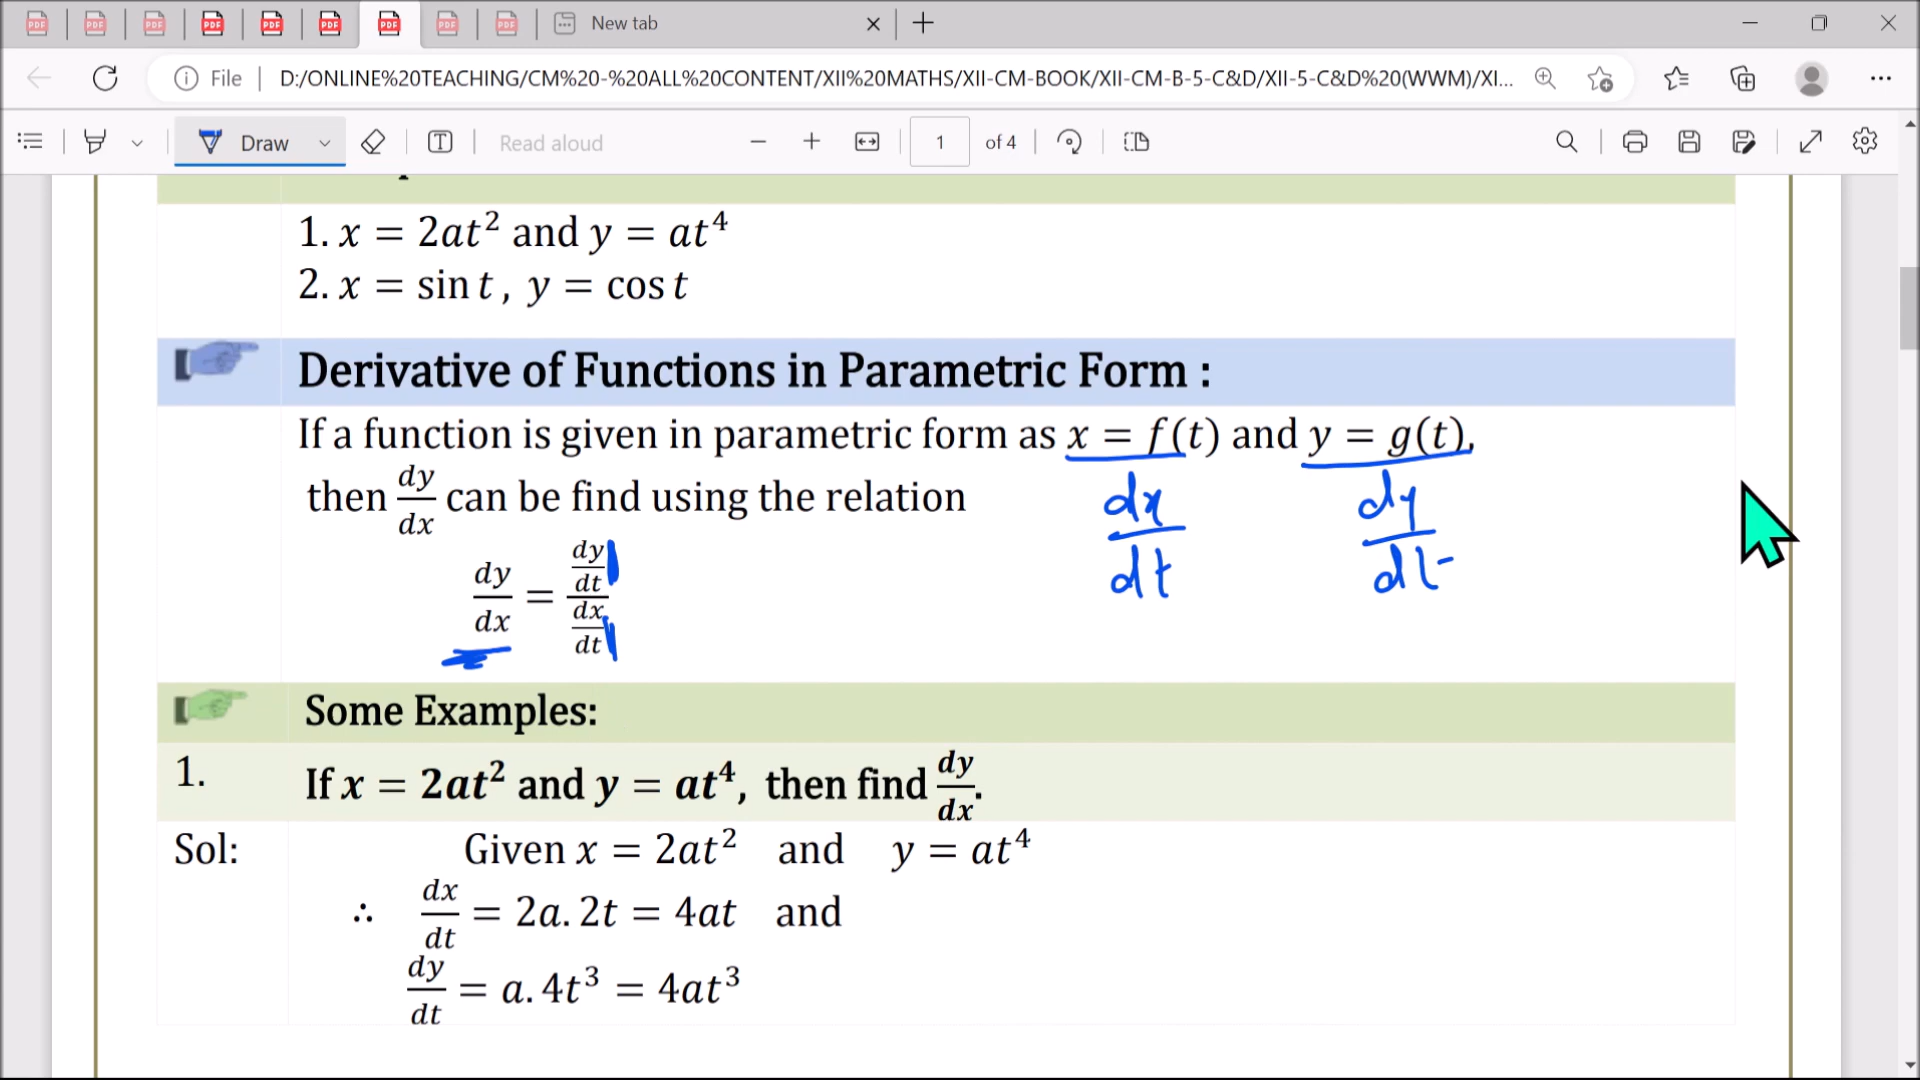 New tab
File
D:/ONLINE%20TEACHING/CM%20-%20ALL%20CONTENT/XII%20MATHS/XII-CM-BOOK/XII-CM-B-5-C&D/XII-5-C&D%20(WWM)/XI...
Draw
T
Read aloud
1 of 4
1. x = 2at² and y = at⁴
2. x = sin t , y = cos t
Derivative of Functions in Parametric Form :
If a function is given in parametric form as x = f(t) and y = g(t),
then dy/dx can be find using the relation
dx/dt dy/dt
dy/dx = (dy/dt)/(dx/dt)
Some Examples:
1. If x = 2at² and y = at⁴, then find dy/dx.
Sol: Given x = 2at² and y = at⁴
∴ dx/dt = 2a. 2t = 4at and
dy/dt = a. 4t³ = 4at³